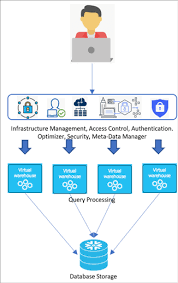 Infrastructure Management, Access Control, Authentication.
Optimizer, Security, Meta-Data Manager
Virtual warehouse
Virtual warehouse
Virtual warehouse
Virtual warehouse
Query Processing
Database Storage